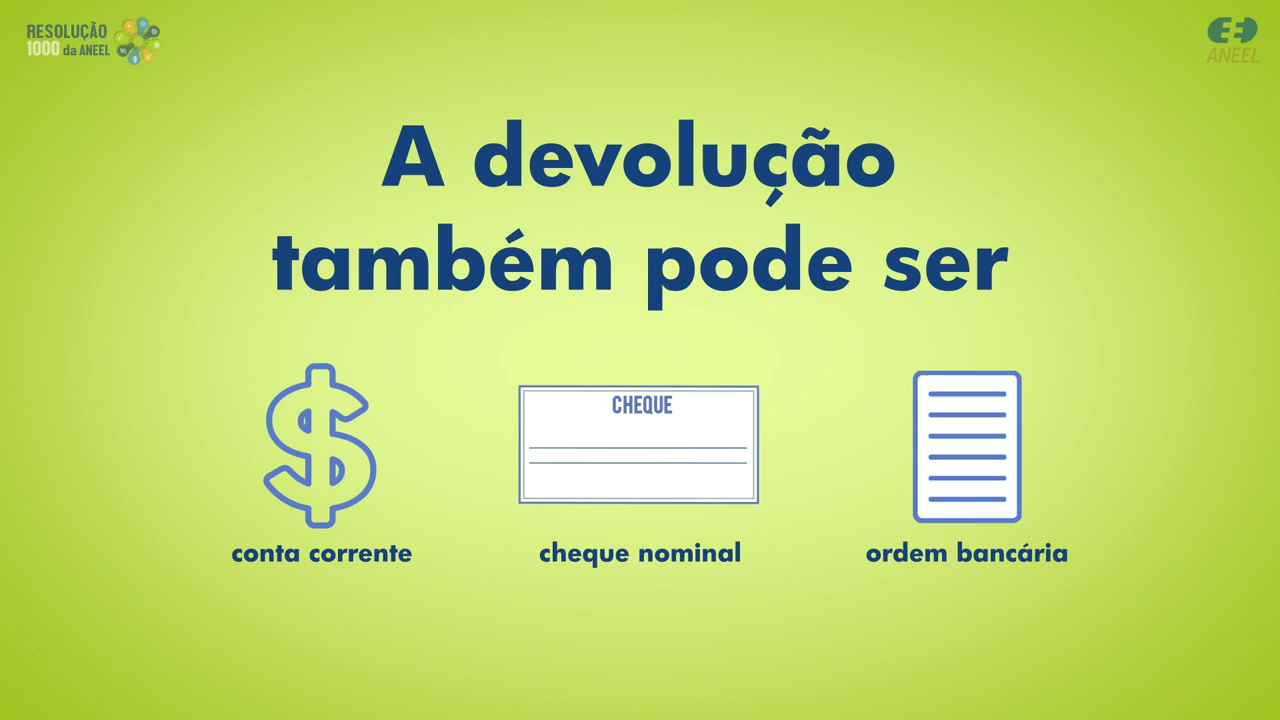 RESOLUÇÃO
1000 da ANEEL
ANEEL
A devolução
também pode ser
CHEQUE
conta corrente
cheque nominal
ordem bancária